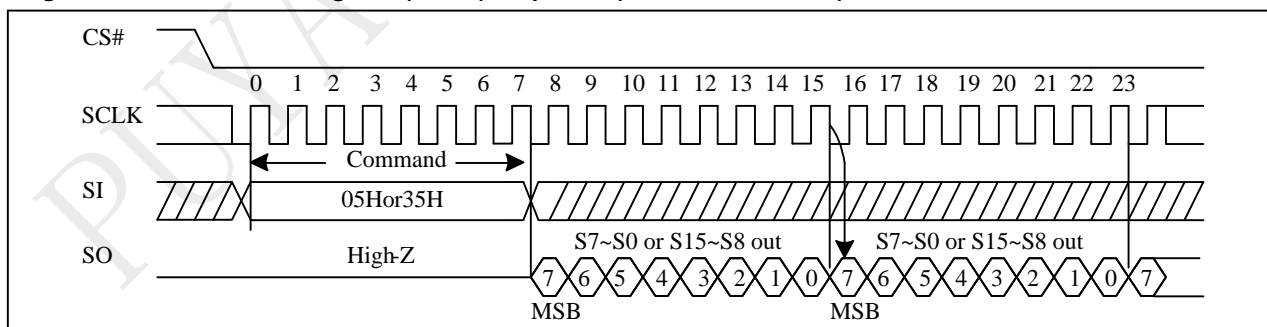 CS#
0 1 2 3 4 5 6 7 8 9 10 11 12 13 14 15 16 17 18 19 20 21 22 23
SCLK
Command
SI
05Hor35H
S7~S0 or S15~S8 out S7~S0 or S15~S8 out
SO
High-Z
7 6 5 4 3 2 1 0 7 6 5 4 3 2 1 0 7
MSB MSB
PUYA